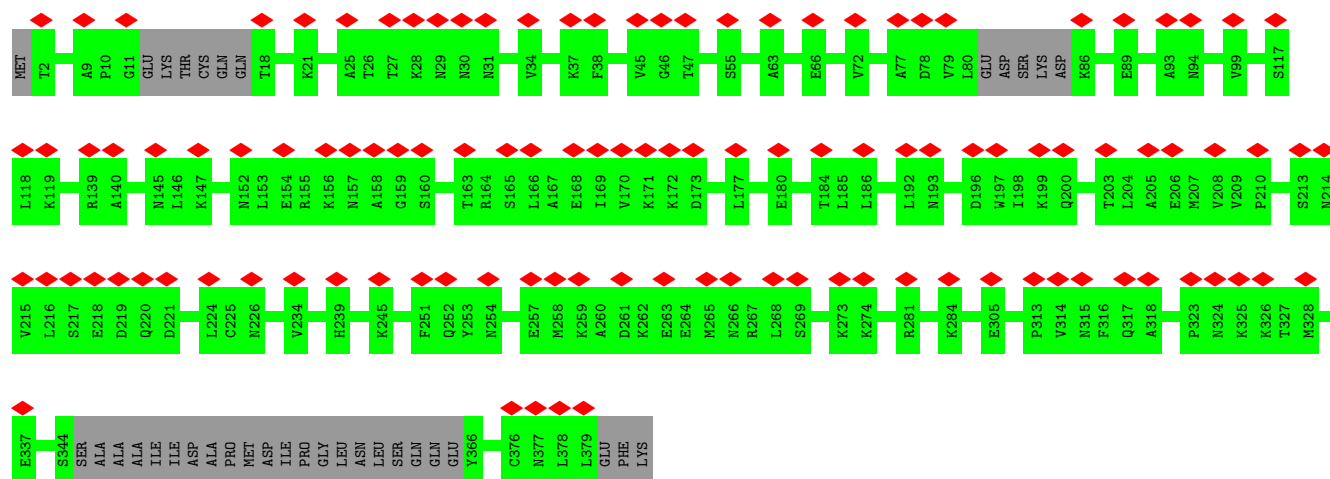 MET T2 A9 P10 G11 GLU LYS THR CYS GLN GLN T18 K21 A25 T26 T27 K28 N29 N30 N31 V34 K37 F38 V45 G46 T47 S55 A63 E66 V72 A77 D78 V79 L80 GLU ASP SER LYS ASP K86 E89 A93 N94 V99 S117
L118 K119 R139 A140 N145 L146 K147 N152 L153 E154 R155 K156 N157 A158 G159 S160 T163 R164 S165 L166 A167 E168 I169 V170 K171 K172 D173 L177 E180 T184 L185 L186 L192 N193 D196 W197 I198 K199 Q200 T203 L204 A205 E206 M207 V208 V209 P210 S213 N214
V215 L216 S217 E218 D219 Q220 D221 L224 C225 N226 V234 H239 K245 F251 Q252 Y253 N254 E257 M258 K259 A260 D261 K262 E263 E264 M265 N266 R267 L268 S269 K273 K274 R281 K284 E305 P313 V314 N315 F316 Q317 A318 P323 N324 K325 K326 T327 M328
E337 S344 SER ALA ALA ALA ILE ILE ASP ALA PRO MET ASP ILE PRO GLY LEU ASN LEU SER GLN GLN GLU Y366 C376 N377 L378 L379 GLU PHE LYS